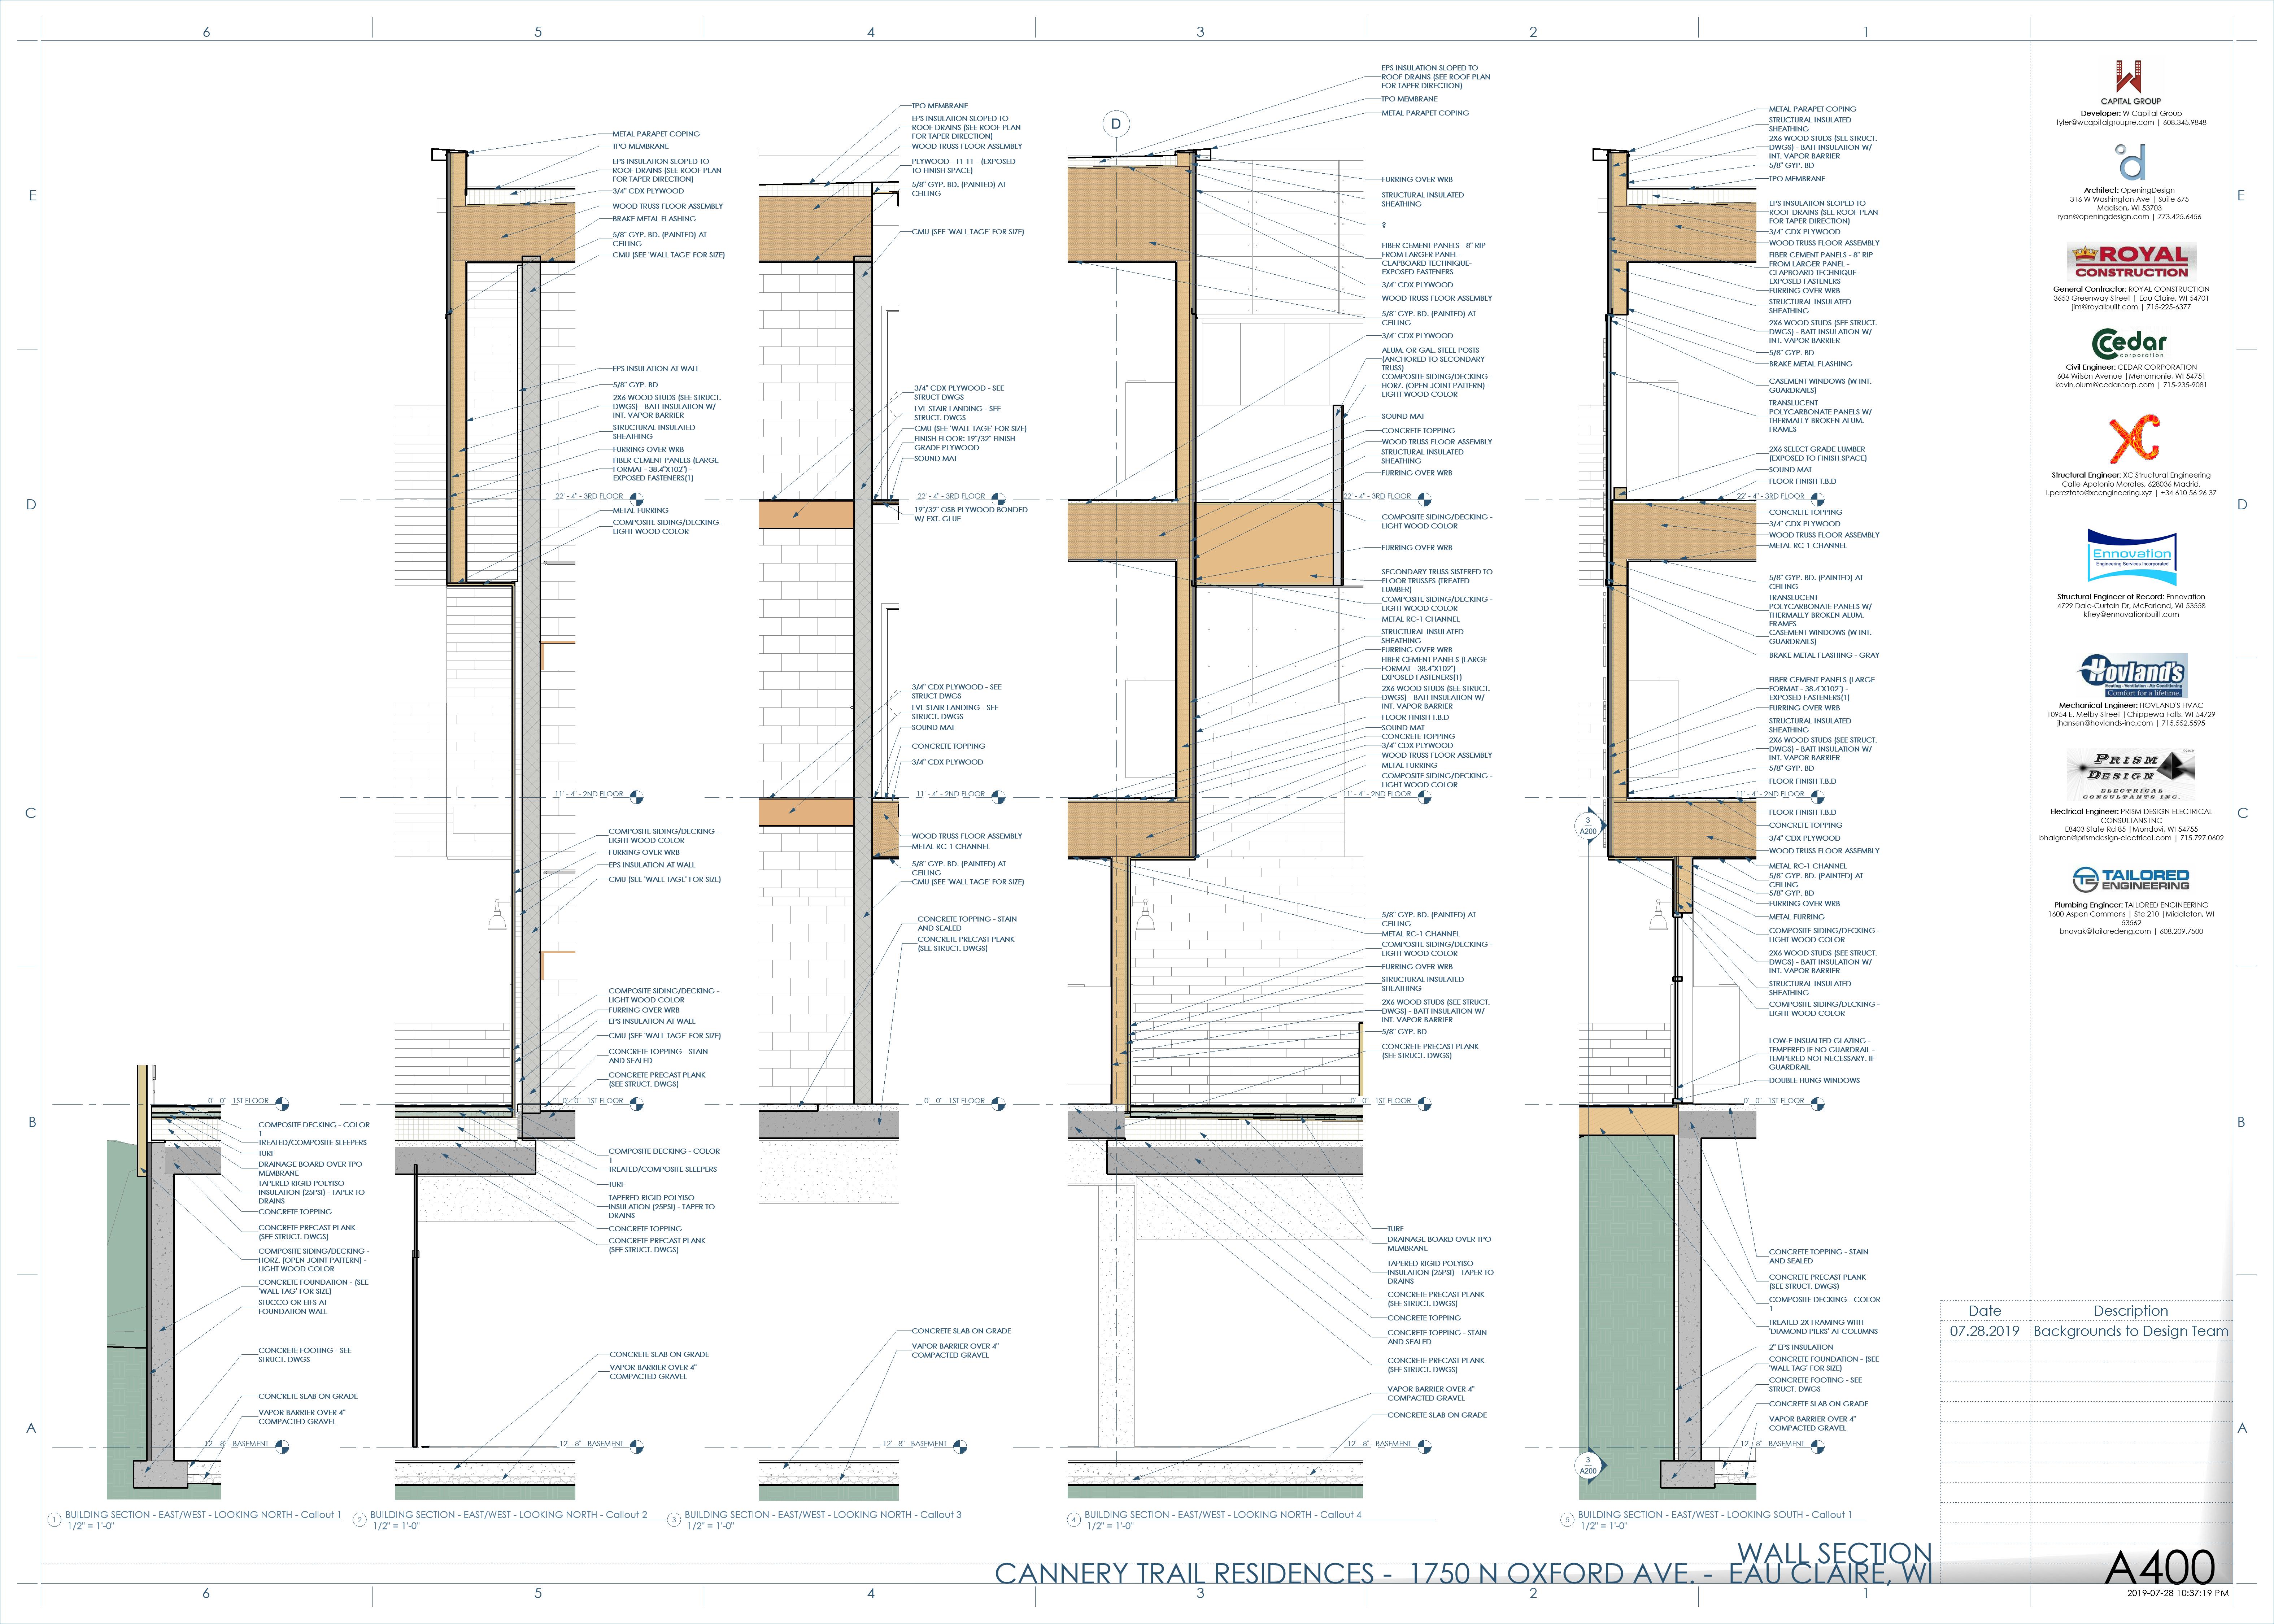 6
5
4
3
2
1
E
D
C
B
A
METAL PARAPET COPING
TPO MEMBRANE
EPS INSULATION SLOPED TO
ROOF DRAINS (SEE ROOF PLAN
FOR TAPER DIRECTION)
3/4" CDX PLYWOOD
WOOD TRUSS FLOOR ASSEMBLY
BRAKE METAL FLASHING
5/8" GYP. BD. (PAINTED) AT
CEILING
CMU (SEE 'WALL TAGE' FOR SIZE)
EPS INSULATION AT WALL
5/8" GYP. BD
2X6 WOOD STUDS (SEE STRUCT.
DWGS) - BATT INSULATION W/
INT. VAPOR BARRIER
STRUCTURAL INSULATED
SHEATHING
FURRING OVER WRB
FIBER CEMENT PANELS (LARGE
FORMAT - 38.4"X102") -
EXPOSED FASTENERS(1)
22' - 4" - 3RD FLOOR
METAL FURRING
COMPOSITE SIDING/DECKING -
LIGHT WOOD COLOR
11' - 4" - 2ND FLOOR
COMPOSITE SIDING/DECKING -
LIGHT WOOD COLOR
FURRING OVER WRB
EPS INSULATION AT WALL
CMU (SEE 'WALL TAGE' FOR SIZE)
COMPOSITE SIDING/DECKING -
LIGHT WOOD COLOR
FURRING OVER WRB
EPS INSULATION AT WALL
CMU (SEE 'WALL TAGE' FOR SIZE)
CONCRETE TOPPING - STAIN
AND SEALED
CONCRETE PRECAST PLANK
(SEE STRUCT. DWGS)
0' - 0" - 1ST FLOOR
COMPOSITE DECKING - COLOR
1
TREATED/COMPOSITE SLEEPERS
TURF
TAPERED RIGID POLYISO
INSULATION (25PSI) - TAPER TO
DRAINS
CONCRETE TOPPING
CONCRETE PRECAST PLANK
(SEE STRUCT. DWGS)
CONCRETE SLAB ON GRADE
VAPOR BARRIER OVER 4"
COMPACTED GRAVEL
-12' - 8" - BASEMENT
0' - 0" - 1ST FLOOR
COMPOSITE DECKING - COLOR
1
TREATED/COMPOSITE SLEEPERS
TURF
DRAINAGE BOARD OVER TPO
MEMBRANE
TAPERED RIGID POLYISO
INSULATION (25PSI) - TAPER TO
DRAINS
CONCRETE TOPPING
CONCRETE PRECAST PLANK
(SEE STRUCT. DWGS)
COMPOSITE SIDING/DECKING -
HORZ. (OPEN JOINT PATTERN) -
LIGHT WOOD COLOR
CONCRETE FOUNDATION - (SEE
'WALL TAG' FOR SIZE)
STUCCO OR EIFS AT
FOUNDATION WALL
CONCRETE FOOTING - SEE
STRUCT. DWGS
CONCRETE SLAB ON GRADE
VAPOR BARRIER OVER 4"
COMPACTED GRAVEL
-12' - 8" - BASEMENT
TPO MEMBRANE
EPS INSULATION SLOPED TO
ROOF DRAINS (SEE ROOF PLAN
FOR TAPER DIRECTION)
WOOD TRUSS FLOOR ASSEMBLY
PLYWOOD - T1-11 - (EXPOSED
TO FINISH SPACE)
5/8" GYP. BD. (PAINTED) AT
CEILING
CMU (SEE 'WALL TAGE' FOR SIZE)
3/4" CDX PLYWOOD - SEE
STRUCT DWGS
LVL STAIR LANDING - SEE
STRUCT. DWGS
CMU (SEE 'WALL TAGE' FOR SIZE)
FINISH FLOOR: 19"/32" FINISH
GRADE PLYWOOD
SOUND MAT
22' - 4" - 3RD FLOOR
19"/32" OSB PLYWOOD BONDED
W/ EXT. GLUE
3/4" CDX PLYWOOD - SEE
STRUCT DWGS
LVL STAIR LANDING - SEE
STRUCT. DWGS
SOUND MAT
CONCRETE TOPPING
3/4" CDX PLYWOOD
11' - 4" - 2ND FLOOR
WOOD TRUSS FLOOR ASSEMBLY
METAL RC-1 CHANNEL
5/8" GYP. BD. (PAINTED) AT
CEILING
CMU (SEE 'WALL TAGE' FOR SIZE)
CONCRETE TOPPING - STAIN
AND SEALED
CONCRETE PRECAST PLANK
(SEE STRUCT. DWGS)
0' - 0" - 1ST FLOOR
CONCRETE SLAB ON GRADE
VAPOR BARRIER OVER 4"
COMPACTED GRAVEL
-12' - 8" - BASEMENT
D
EPS INSULATION SLOPED TO
ROOF DRAINS (SEE ROOF PLAN
FOR TAPER DIRECTION)
TPO MEMBRANE
METAL PARAPET COPING
FURRING OVER WRB
STRUCTURAL INSULATED
SHEATHING
?
FIBER CEMENT PANELS - 8" RIP
FROM LARGER PANEL -
CLAPBOARD TECHNIQUE-
EXPOSED FASTENERS
3/4" CDX PLYWOOD
WOOD TRUSS FLOOR ASSEMBLY
5/8" GYP. BD. (PAINTED) AT
CEILING
3/4" CDX PLYWOOD
ALUM. OR GAL. STEEL POSTS
(ANCHORED TO SECONDARY
TRUSS)
COMPOSITE SIDING/DECKING -
HORZ. (OPEN JOINT PATTERN) -
LIGHT WOOD COLOR
SOUND MAT
CONCRETE TOPPING
WOOD TRUSS FLOOR ASSEMBLY
STRUCTURAL INSULATED
SHEATHING
FURRING OVER WRB
22' - 4" - 3RD FLOOR
COMPOSITE SIDING/DECKING -
LIGHT WOOD COLOR
FURRING OVER WRB
SECONDARY TRUSS SISTERED TO
FLOOR TRUSSES (TREATED
LUMBER)
COMPOSITE SIDING/DECKING -
LIGHT WOOD COLOR
METAL RC-1 CHANNEL
STRUCTURAL INSULATED
SHEATHING
FURRING OVER WRB
FIBER CEMENT PANELS (LARGE
FORMAT - 38.4"X102") -
EXPOSED FASTENERS(1)
2X6 WOOD STUDS (SEE STRUCT.
DWGS) - BATT INSULATION W/
INT. VAPOR BARRIER
FLOOR FINISH T.B.D
SOUND MAT
CONCRETE TOPPING
3/4" CDX PLYWOOD
WOOD TRUSS FLOOR ASSEMBLY
METAL FURRING
COMPOSITE SIDING/DECKING -
LIGHT WOOD COLOR
11' - 4" - 2ND FLOOR
5/8" GYP. BD. (PAINTED) AT
CEILING
METAL RC-1 CHANNEL
COMPOSITE SIDING/DECKING -
LIGHT WOOD COLOR
FURRING OVER WRB
STRUCTURAL INSULATED
SHEATHING
2X6 WOOD STUDS (SEE STRUCT.
DWGS) - BATT INSULATION W/
INT. VAPOR BARRIER
5/8" GYP. BD
CONCRETE PRECAST PLANK
(SEE STRUCT. DWGS)
0' - 0" - 1ST FLOOR
TURF
DRAINAGE BOARD OVER TPO
MEMBRANE
TAPERED RIGID POLYISO
INSULATION (25PSI) - TAPER TO
DRAINS
CONCRETE PRECAST PLANK
(SEE STRUCT. DWGS)
CONCRETE TOPPING
CONCRETE TOPPING - STAIN
AND SEALED
CONCRETE PRECAST PLANK
(SEE STRUCT. DWGS)
VAPOR BARRIER OVER 4"
COMPACTED GRAVEL
CONCRETE SLAB ON GRADE
-12' - 8" - BASEMENT
METAL PARAPET COPING
STRUCTURAL INSULATED
SHEATHING
2X6 WOOD STUDS (SEE STRUCT.
DWGS) - BATT INSULATION W/
INT. VAPOR BARRIER
5/8" GYP. BD
TPO MEMBRANE
EPS INSULATION SLOPED TO
ROOF DRAINS (SEE ROOF PLAN
FOR TAPER DIRECTION)
3/4" CDX PLYWOOD
WOOD TRUSS FLOOR ASSEMBLY
FIBER CEMENT PANELS - 8" RIP
FROM LARGER PANEL -
CLAPBOARD TECHNIQUE-
EXPOSED FASTENERS
FURRING OVER WRB
STRUCTURAL INSULATED
SHEATHING
2X6 WOOD STUDS (SEE STRUCT.
DWGS) - BATT INSULATION W/
INT. VAPOR BARRIER
5/8" GYP. BD
BRAKE METAL FLASHING
CASEMENT WINDOWS (W INT.
GUARDRAILS)
TRANSLUCENT
POLYCARBONATE PANELS W/
THERMALLY BROKEN ALUM.
FRAMES
2X6 SELECT GRADE LUMBER
(EXPOSED TO FINISH SPACE)
SOUND MAT
FLOOR FINISH T.B.D
22' - 4" - 3RD FLOOR
CONCRETE TOPPING
3/4" CDX PLYWOOD
WOOD TRUSS FLOOR ASSEMBLY
METAL RC-1 CHANNEL
5/8" GYP. BD. (PAINTED) AT
CEILING
TRANSLUCENT
POLYCARBONATE PANELS W/
THERMALLY BROKEN ALUM.
FRAMES
CASEMENT WINDOWS (W INT.
GUARDRAILS)
BRAKE METAL FLASHING - GRAY
FIBER CEMENT PANELS (LARGE
FORMAT - 38.4"X102") -
EXPOSED FASTENERS(1)
FURRING OVER WRB
STRUCTURAL INSULATED
SHEATHING
2X6 WOOD STUDS (SEE STRUCT.
DWGS) - BATT INSULATION W/
INT. VAPOR BARRIER
5/8" GYP. BD
FLOOR FINISH T.B.D
11' - 4" - 2ND FLOOR
FLOOR FINISH T.B.D
CONCRETE TOPPING
3/4" CDX PLYWOOD
WOOD TRUSS FLOOR ASSEMBLY
METAL RC-1 CHANNEL
5/8" GYP. BD. (PAINTED) AT
CEILING
5/8" GYP. BD
FURRING OVER WRB
METAL FURRING
COMPOSITE SIDING/DECKING -
LIGHT WOOD COLOR
2X6 WOOD STUDS (SEE STRUCT.
DWGS) - BATT INSULATION W/
INT. VAPOR BARRIER
STRUCTURAL INSULATED
SHEATHING
COMPOSITE SIDING/DECKING -
LIGHT WOOD COLOR
LOW-E INSUALTED GLAZING -
TEMPERED IF NO GUARDRAIL -
TEMPERED NOT NECESSARY, IF
GUARDRAIL
DOUBLE HUNG WINDOWS
0' - 0" - 1ST FLOOR
CONCRETE TOPPING - STAIN
AND SEALED
CONCRETE PRECAST PLANK
(SEE STRUCT. DWGS)
COMPOSITE DECKING - COLOR
1
TREATED 2X FRAMING WITH
'DIAMOND PIERS' AT COLUMNS
2" EPS INSULATION
CONCRETE FOUNDATION - (SEE
'WALL TAG' FOR SIZE)
CONCRETE FOOTING - SEE
STRUCT. DWGS
CONCRETE SLAB ON GRADE
VAPOR BARRIER OVER 4"
COMPACTED GRAVEL
-12' - 8" - BASEMENT
3
A200
3
A200
1 BUILDING SECTION - EAST/WEST - LOOKING NORTH - Callout 1
1/2" = 1'-0"
2 BUILDING SECTION - EAST/WEST - LOOKING NORTH - Callout 2
1/2" = 1'-0"
3 BUILDING SECTION - EAST/WEST - LOOKING NORTH - Callout 3
1/2" = 1'-0"
4 BUILDING SECTION - EAST/WEST - LOOKING NORTH - Callout 4
1/2" = 1'-0"
5 BUILDING SECTION - EAST/WEST - LOOKING SOUTH - Callout 1
1/2" = 1'-0"
CAPITAL GROUP
Developer: W Capital Group
tyler@wcapitalgroupre.com | 608.345.9848
Architect: OpeningDesign
316 W Washington Ave | Suite 675
Madison, WI 53703
ryan@openingdesign.com | 773.425.6456
ROYAL
CONSTRUCTION
General Contractor: ROYAL CONSTRUCTION
3653 Greenway Street | Eau Claire, WI 54701
jim@royalbuilt.com | 715-225-6377
Cedar
corporation
Civil Engineer: CEDAR CORPORATION
604 Wilson Avenue |Menomonie, WI 54751
kevin.oium@cedarcorp.com | 715-235-9081
XC
Structural Engineer: XC Structural Engineering
Calle Apolonio Morales, 628036 Madrid,
l.pereztato@xcengineering.xyz | +34 610 56 26 37
Ennovation
Engineering Services Incorporated
Structural Engineer of Record: Ennovation
4729 Dale-Curtain Dr, McFarland, WI 53558
kfrey@ennovationbuilt.com
Hovland's
Heating - Ventilation - Air Conditioning
Comfort for a lifetime.
Mechanical Engineer: HOVLAND'S HVAC
10954 E. Melby Street |Chippewa Falls, WI 54729
jhansen@hovlands-inc.com | 715.552.5595
PRISM
DESIGN
ELECTRICAL
CONSULTANTS INC.
Electrical Engineer: PRISM DESIGN ELECTRICAL
CONSULTANS INC
E8403 State Rd 85 |Mondovi, WI 54755
bhalgren@prismdesign-electrical.com | 715.797.0602
TE TAILORED
ENGINEERING
Plumbing Engineer: TAILORED ENGINEERING
1600 Aspen Commons | Ste 210 |Middleton, WI
53562
bnovak@tailoredeng.com | 608.209.7500
Date Description
07.28.2019 Backgrounds to Design Team
WALL SECTION
CANNERY TRAIL RESIDENCES - 1750 N OXFORD AVE. - EAU CLAIRE, WI
A400
2019-07-28 10:37:19 PM
E
D
C
B
A
6
5
4
3
2
1